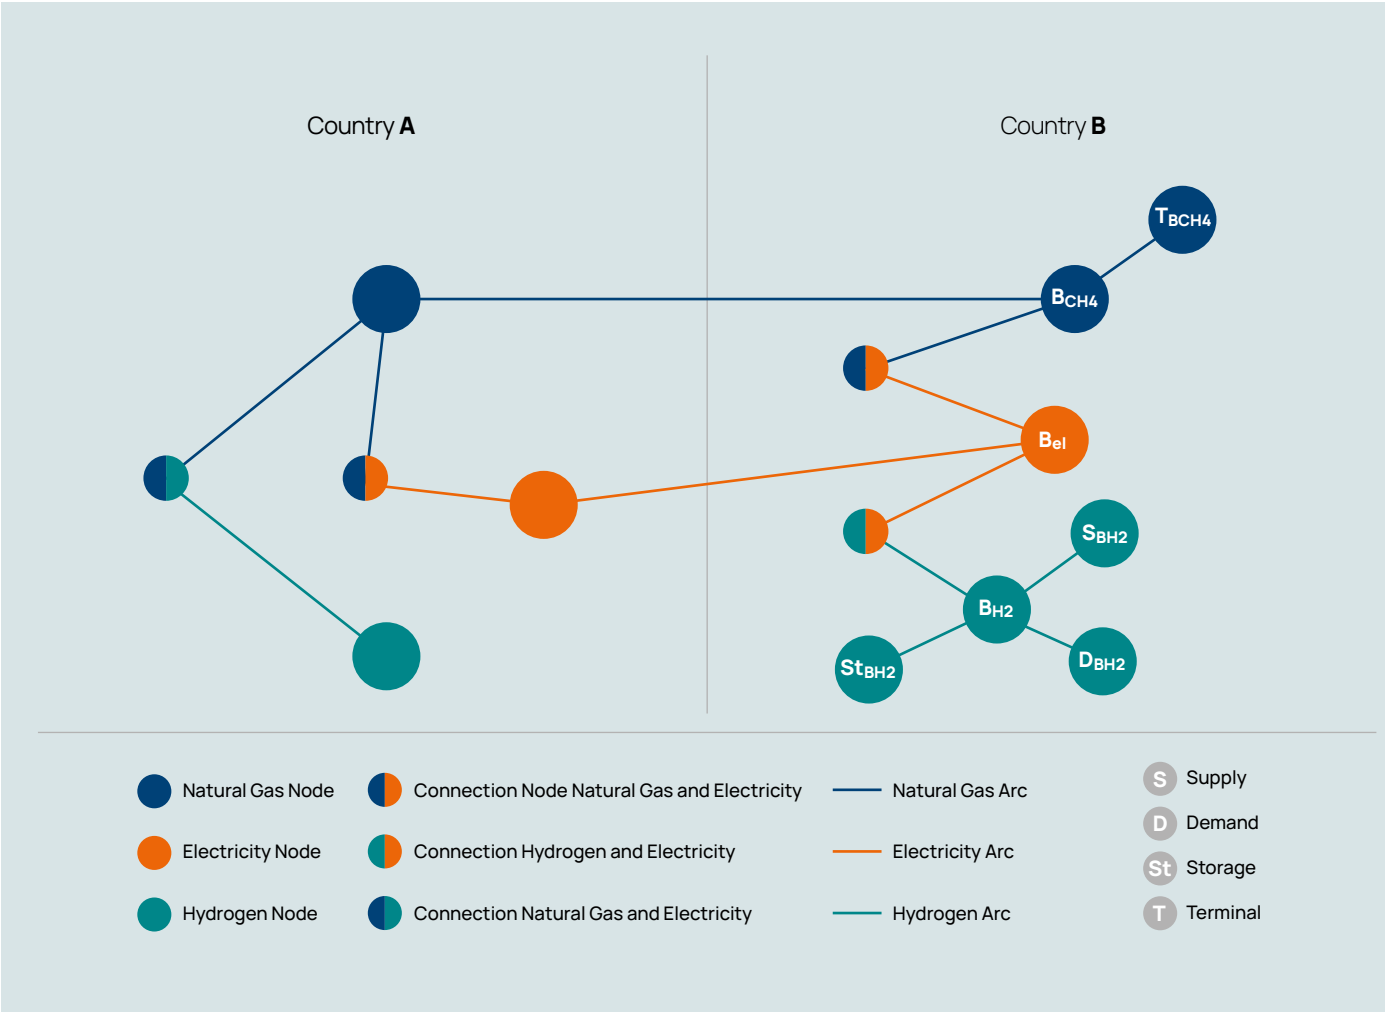 Country A
Country B
TBCH4
BCH4
Bel
SBH2
BH2
DBH2
StBH2
Natural Gas Node
Connection Node Natural Gas and Electricity
Natural Gas Arc
S Supply
Electricity Node
Connection Hydrogen and Electricity
Electricity Arc
D Demand
St Storage
Hydrogen Node
Connection Natural Gas and Electricity
Hydrogen Arc
T Terminal